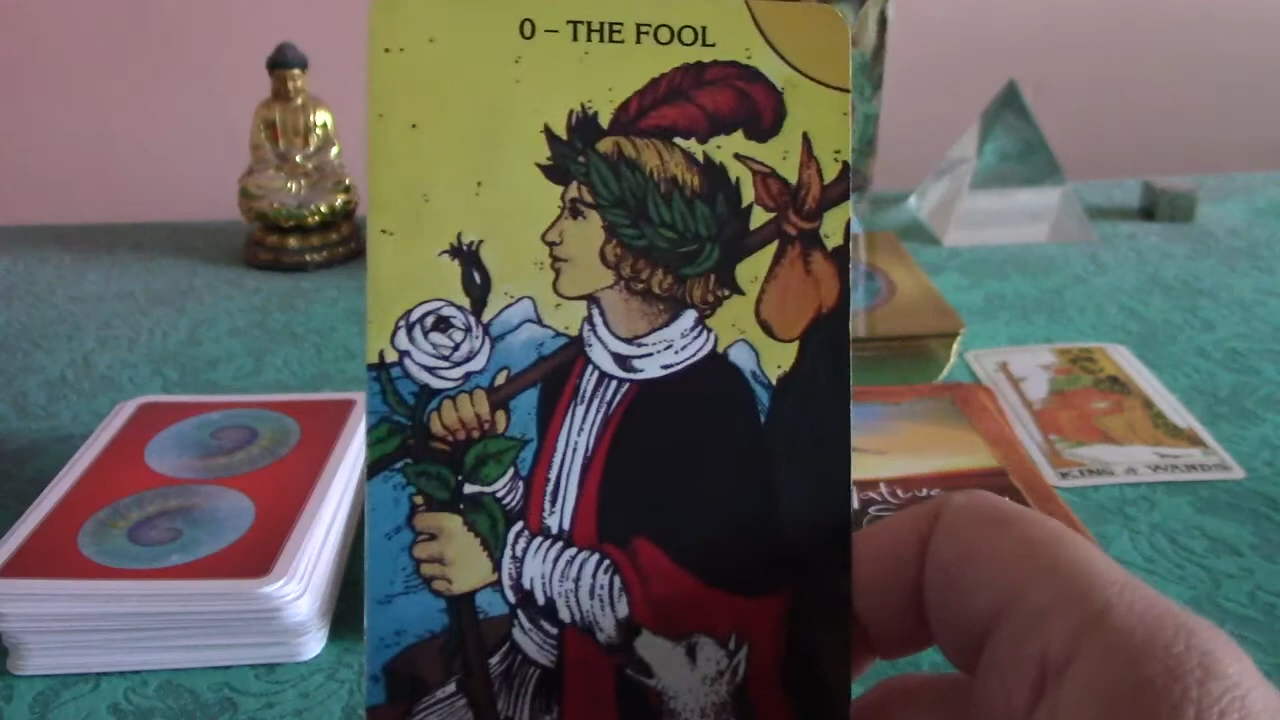 0 – THE FOOL
KING of WANDS